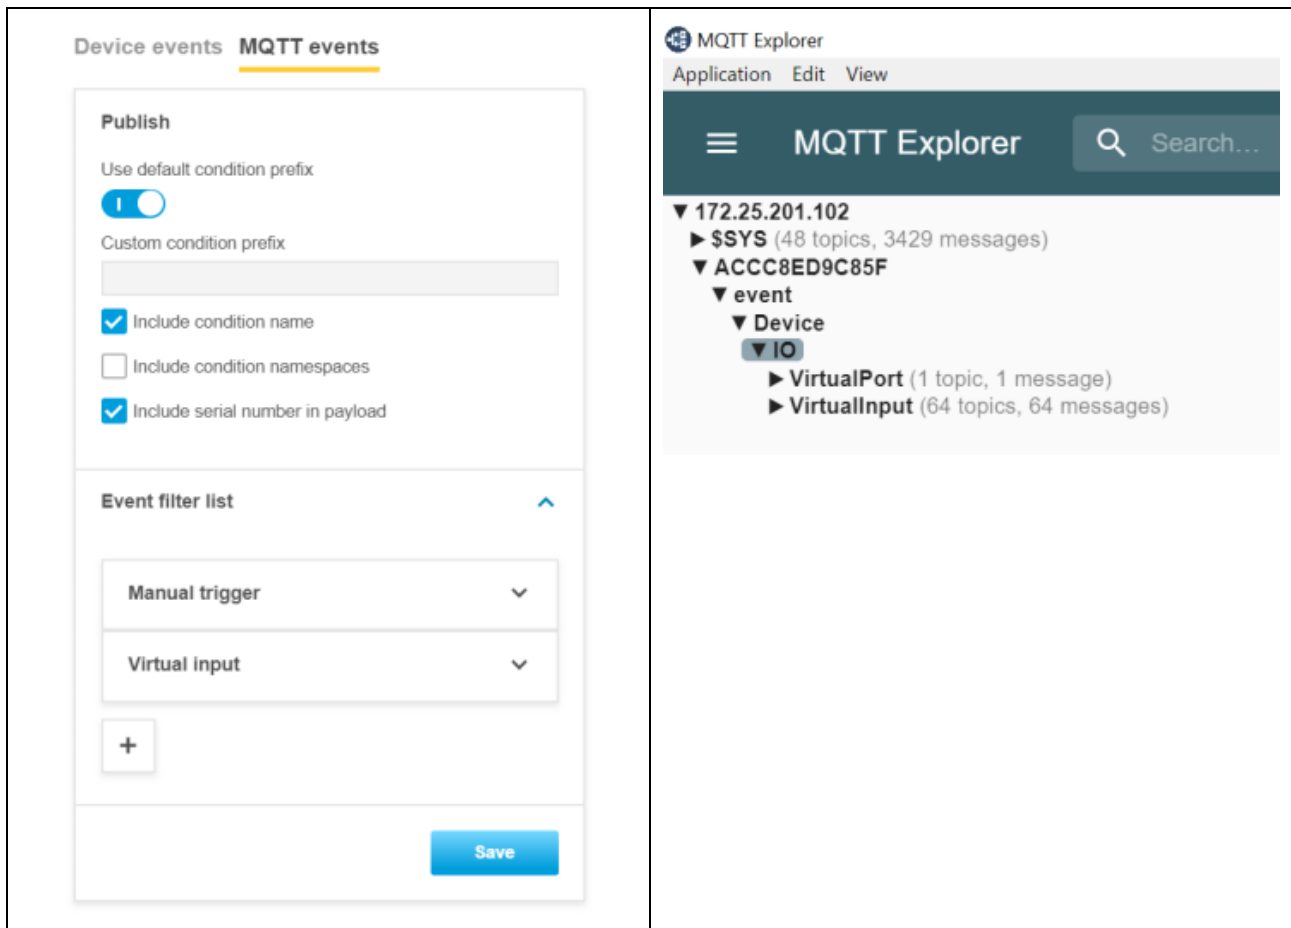 Device events MQTT events
Publish
Use default condition prefix
Custom condition prefix
Include condition name
Include condition namespaces
Include serial number in payload
Event filter list
Manual trigger
Virtual input
+
Save
MQTT Explorer
Application Edit View
MQTT Explorer Search...
▼ 172.25.201.102
▶ $SYS (48 topics, 3429 messages)
▼ ACCC8ED9C85F
▼ event
▼ Device
▼ IO
▶ VirtualPort (1 topic, 1 message)
▶ VirtualInput (64 topics, 64 messages)